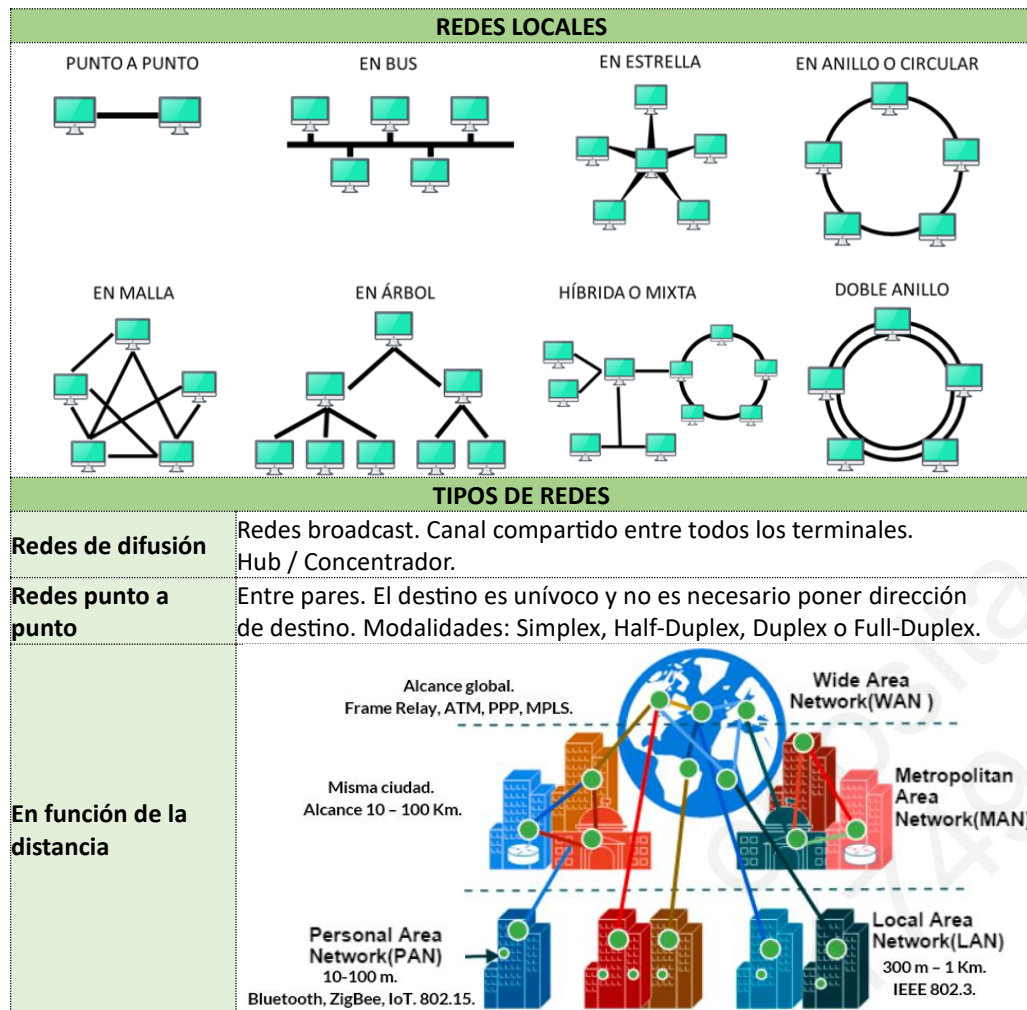 REDES LOCALES
PUNTO A PUNTO
EN BUS
EN ESTRELLA
EN ANILLO O CIRCULAR
EN MALLA
EN ÁRBOL
HÍBRIDA O MIXTA
DOBLE ANILLO
TIPOS DE REDES
Redes de difusión
Redes broadcast. Canal compartido entre todos los terminales.
Hub / Concentrador.
Redes punto a
punto
Entre pares. El destino es unívoco y no es necesario poner dirección
de destino. Modalidades: Simplex, Half-Duplex, Duplex o Full-Duplex.
En función de la
distancia
Alcance global.
Frame Relay, ATM, PPP, MPLS.
Wide Area
Network(WAN )
Misma ciudad.
Alcance 10 – 100 Km.
Metropolitan
Area
Network(MAN)
Personal Area
Network(PAN)
10-100 m.
Bluetooth, ZigBee, IoT. 802.15.
Local Area
Network(LAN)
300 m – 1 Km.
IEEE 802.3.